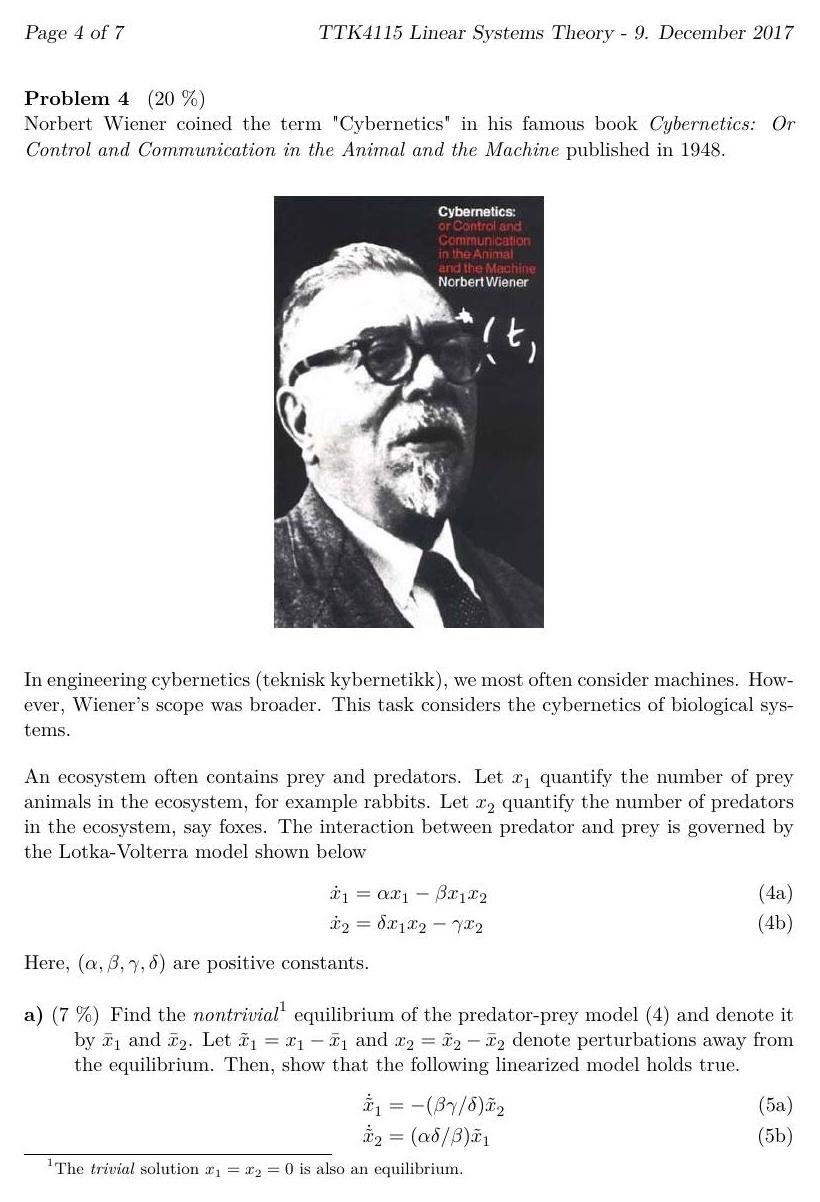 Page 4 of 7 TTK4115 Linear Systems Theory - 9. December 2017
Problem 4 (20 %)
Norbert Wiener coined the term "Cybernetics" in his famous book Cybernetics: Or
Control and Communication in the Animal and the Machine published in 1948.
Cybernetics:
or Control and
Communication
in the Animal
and the Machine
Norbert Wiener
(t,
In engineering cybernetics (teknisk kybernetikk), we most often consider machines. How-
ever, Wiener's scope was broader. This task considers the cybernetics of biological sys-
tems.
An ecosystem often contains prey and predators. Let x₁ quantify the number of prey
animals in the ecosystem, for example rabbits. Let x₂ quantify the number of predators
in the ecosystem, say foxes. The interaction between predator and prey is governed by
the Lotka-Volterra model shown below
ẋ₁ = αx₁ − βx₁x₂ (4a)
ẋ₂ = δx₁x₂ − γx₂ (4b)
Here, (α, β, γ, δ) are positive constants.
a) (7 %) Find the nontrivial¹ equilibrium of the predator-prey model (4) and denote it
by x̄₁ and x̄₂. Let x̃₁ = x₁ − x̄₁ and x₂ = x̃₂ − x̄₂ denote perturbations away from
the equilibrium. Then, show that the following linearized model holds true.
x̃̇₁ = −(βγ/δ)x̃₂ (5a)
x̃̇₂ = (αδ/β)x̃₁ (5b)
¹The trivial solution x₁ = x₂ = 0 is also an equilibrium.